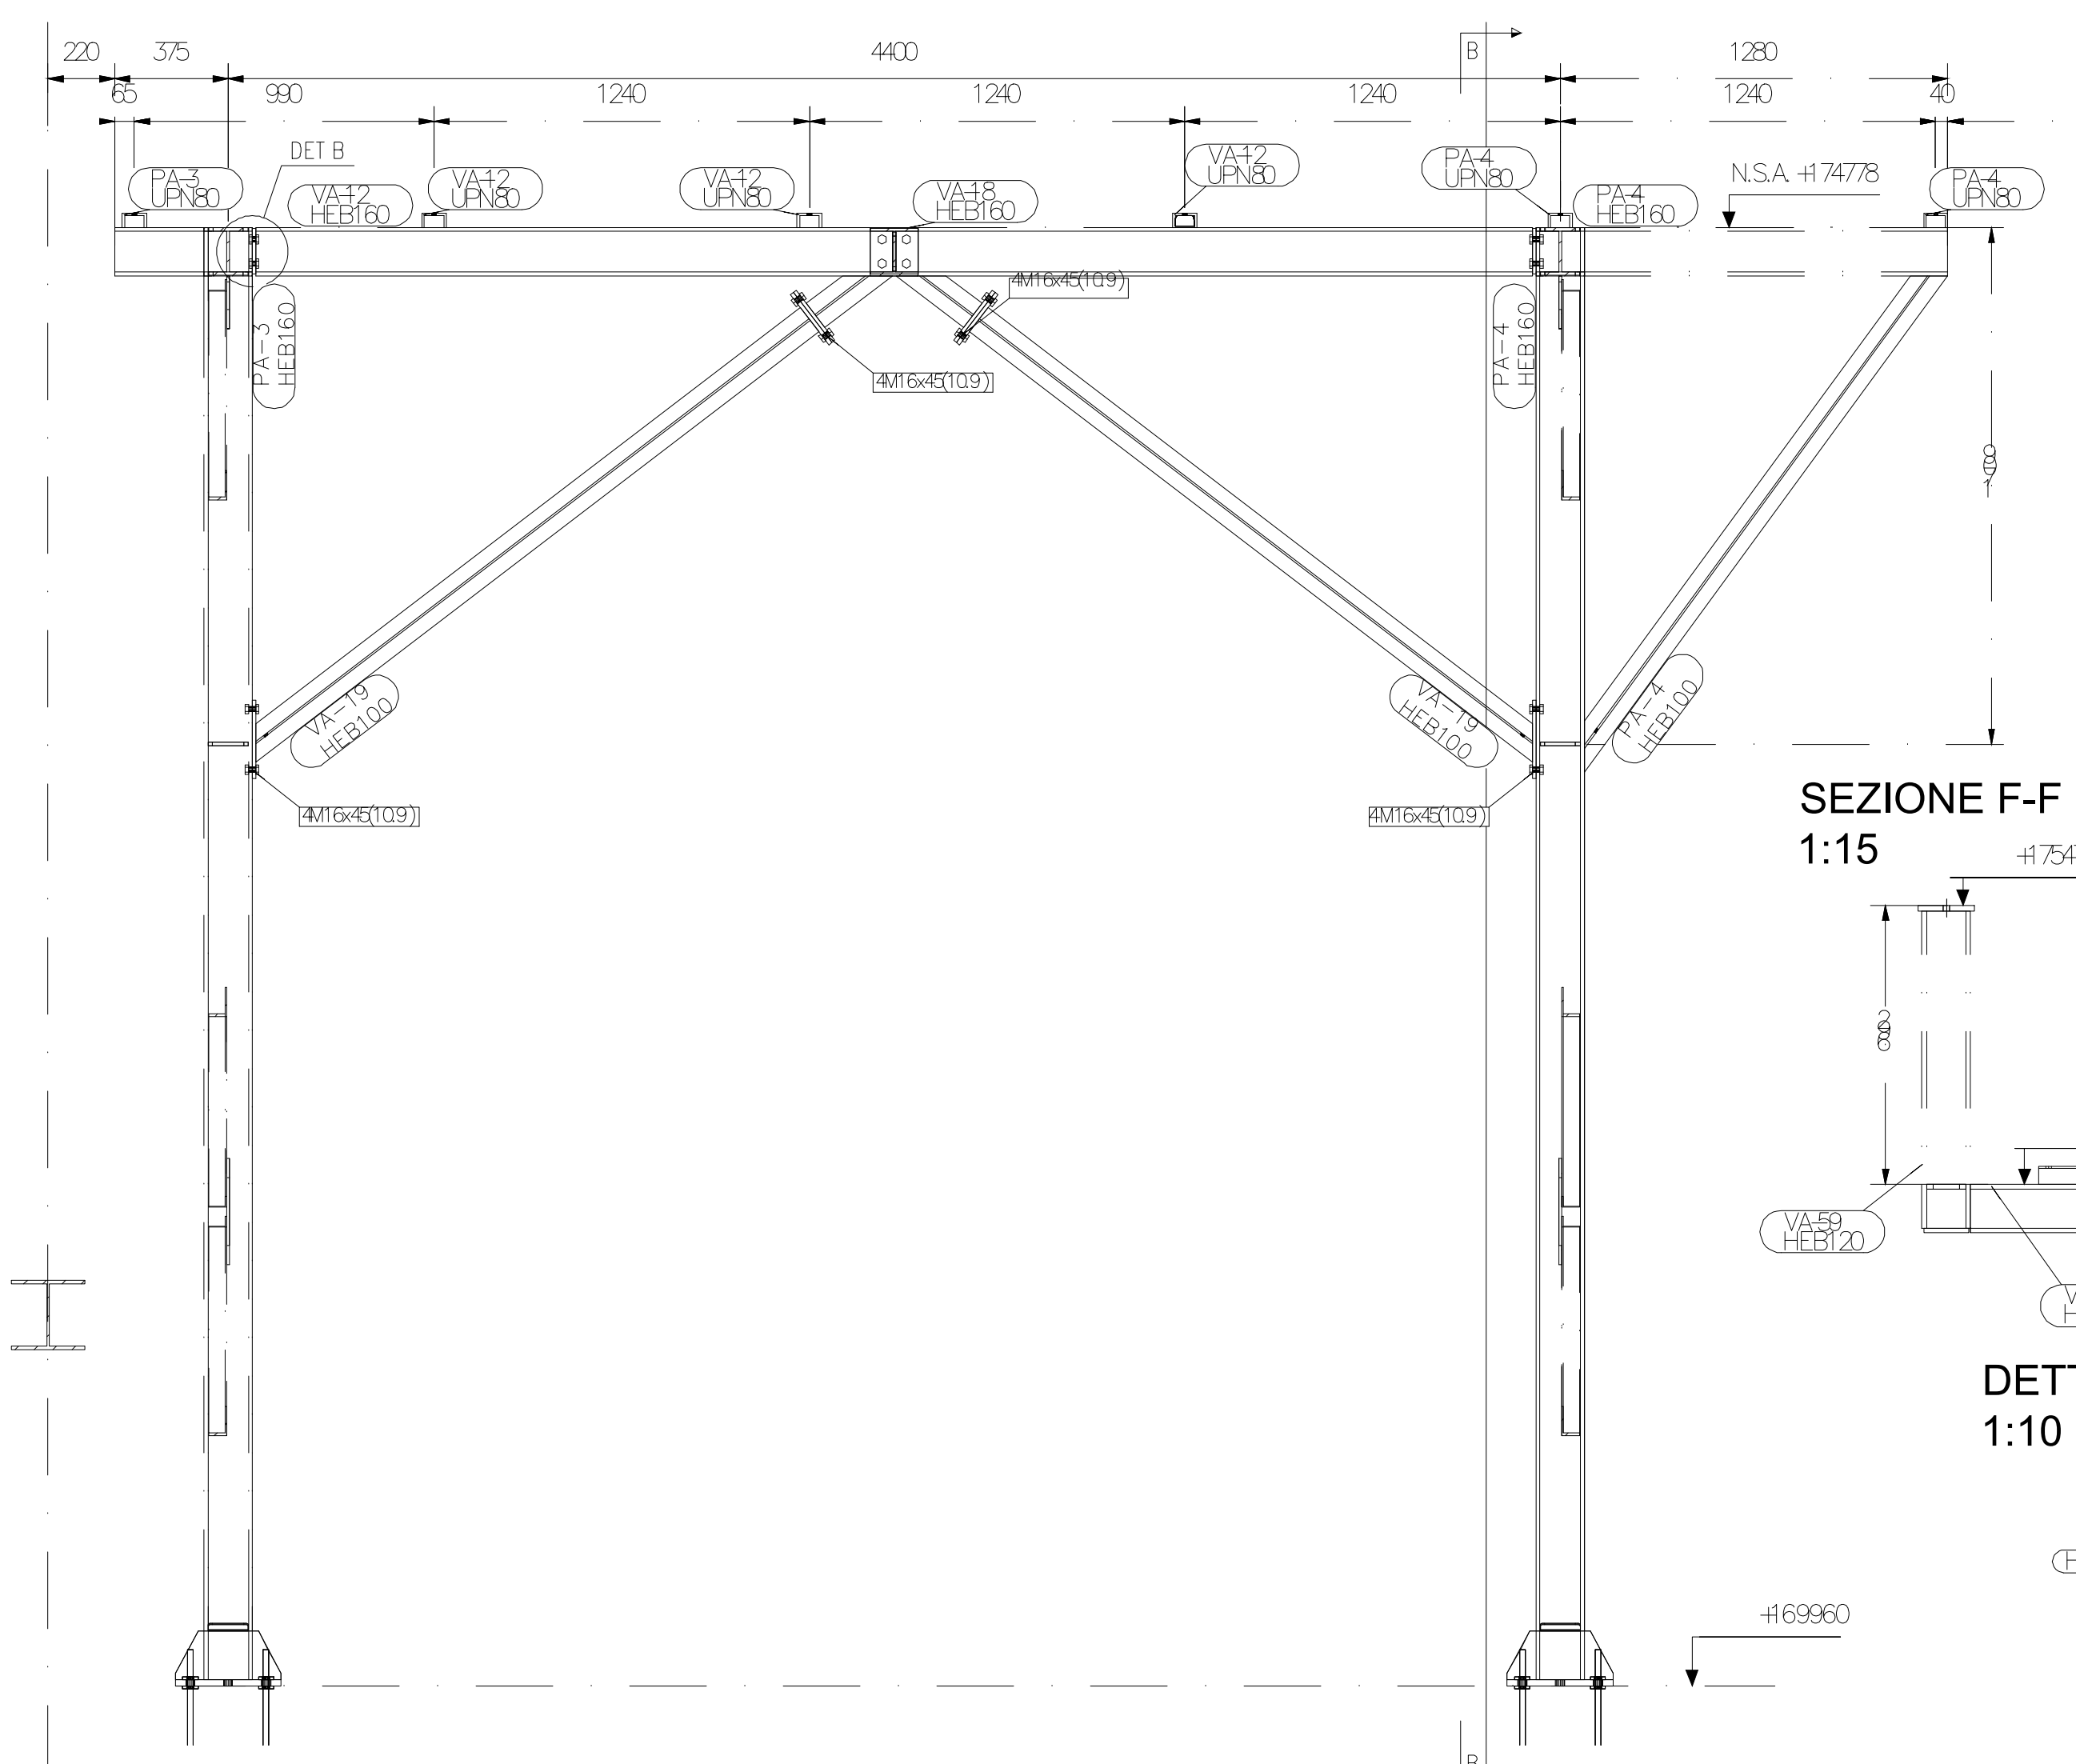 220
375
4400
B
1280
65
990
1240
1240
1240
1240
40
DET B
PA-3
UPN80
VA-12
HEB160
VA-12
UPN80
VA-12
UPN80
VA-18
HEB160
VA-12
UPN80
PA-4
UPN80
PA-4
HEB160
N.S.A. +174778
PA-4
UPN80
4M16x45(10.9)
PA-3
HEB160
PA-4
HEB160
4M16x45(10.9)
VA-19
HEB100
VA-19
HEB100
PA-4
HEB100
4M16x45(10.9)
4M16x45(10.9)
SEZIONE F-F
1:15
VA-59
HEB120
1:10
+169960
B